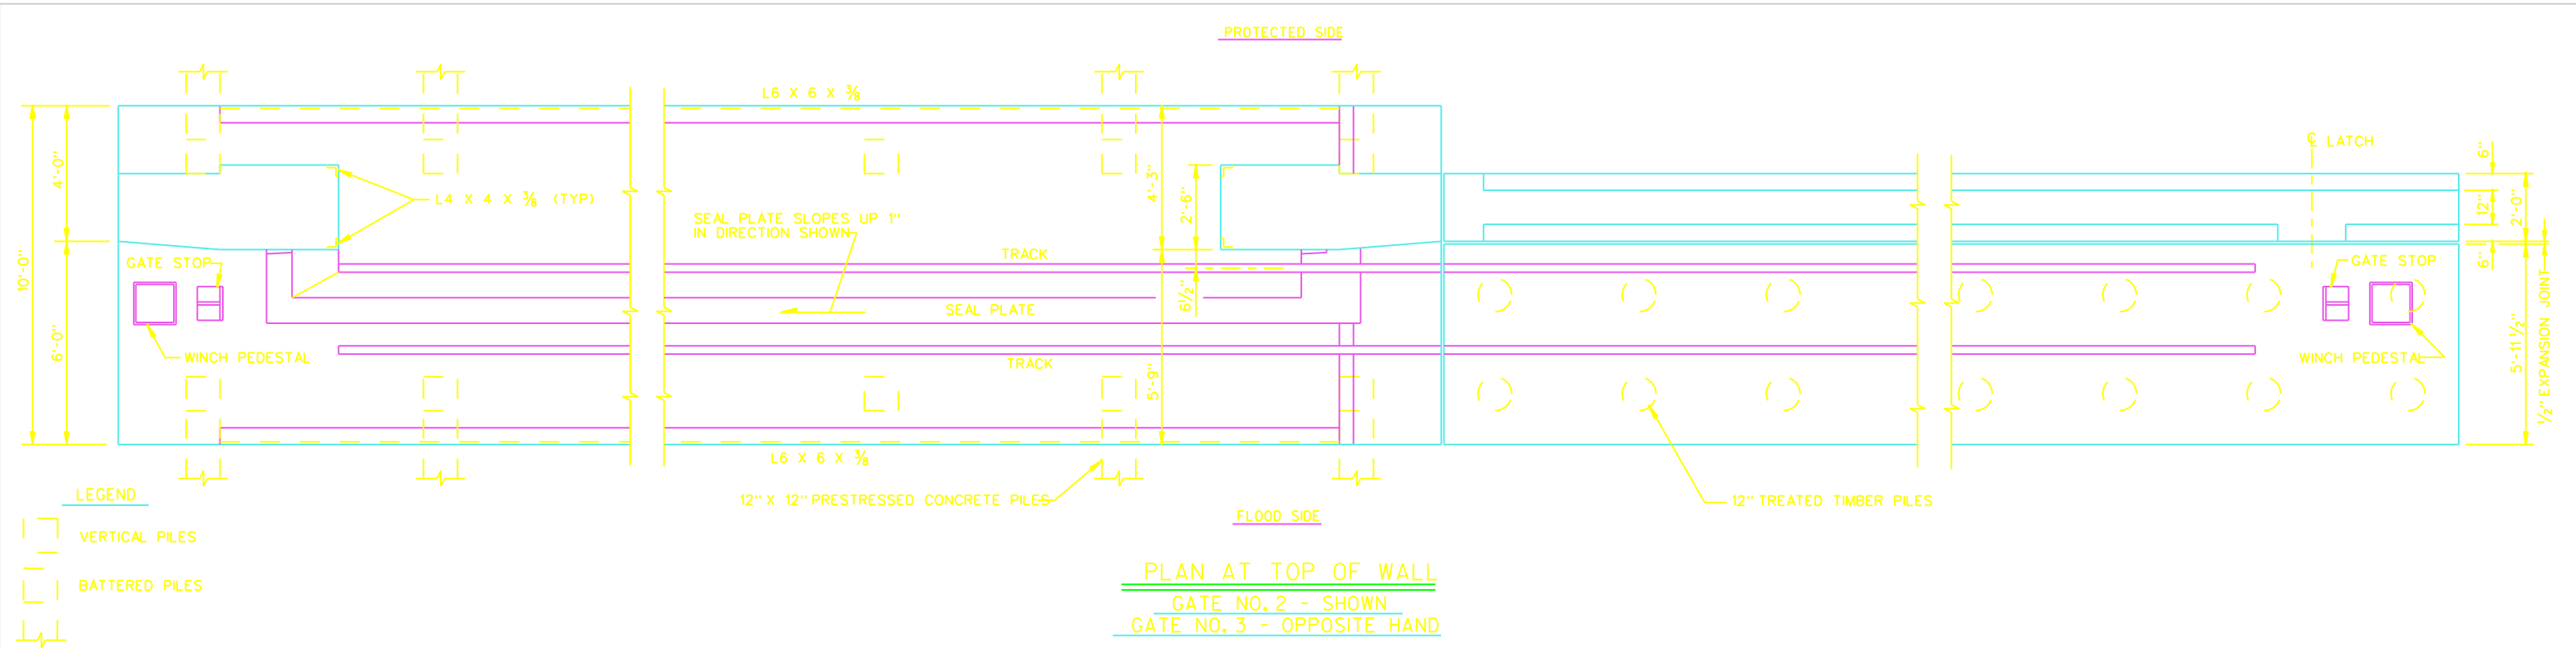 PROTECTED SIDE
L6 X 6 X 3/8
℄ LATCH
6"
4'-0"
L4 X 4 X 3/8 (TYP)
4'-3"
2'-6"
12"
2'-0"
SEAL PLATE SLOPES UP 1"
IN DIRECTION SHOWN
10'-0"
GATE STOP
TRACK
6"
GATE STOP
6 1/2"
SEAL PLATE
6'-0"
WINCH PEDESTAL
TRACK
WINCH PEDESTAL
5'-11 1/2"
1/2" EXPANSION JOINT
5'-9"
L6 X 6 X 3/8
LEGEND
12" X 12" PRESTRESSED CONCRETE PILES
12" TREATED TIMBER PILES
FLOOD SIDE
VERTICAL PILES
BATTERED PILES
PLAN AT TOP OF WALL
GATE NO. 2 - SHOWN
GATE NO. 3 - OPPOSITE HAND